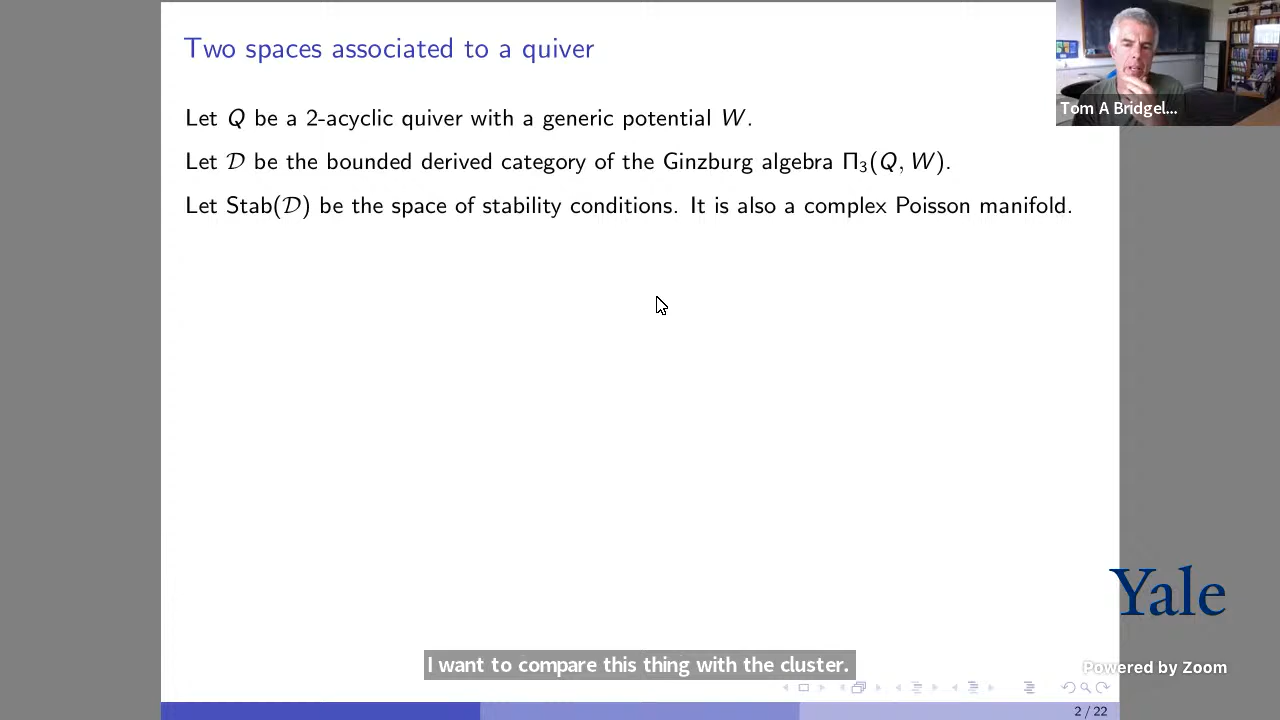 Two spaces associated to a quiver
Let Q be a 2-acyclic quiver with a generic potential W.
Let 𝒟 be the bounded derived category of the Ginzburg algebra Π₃(Q, W).
Let Stab(𝒟) be the space of stability conditions. It is also a complex Poisson manifold.
Tom A Bridgel...
Yale
I want to compare this thing with the cluster.
Powered by Zoom
2 / 22